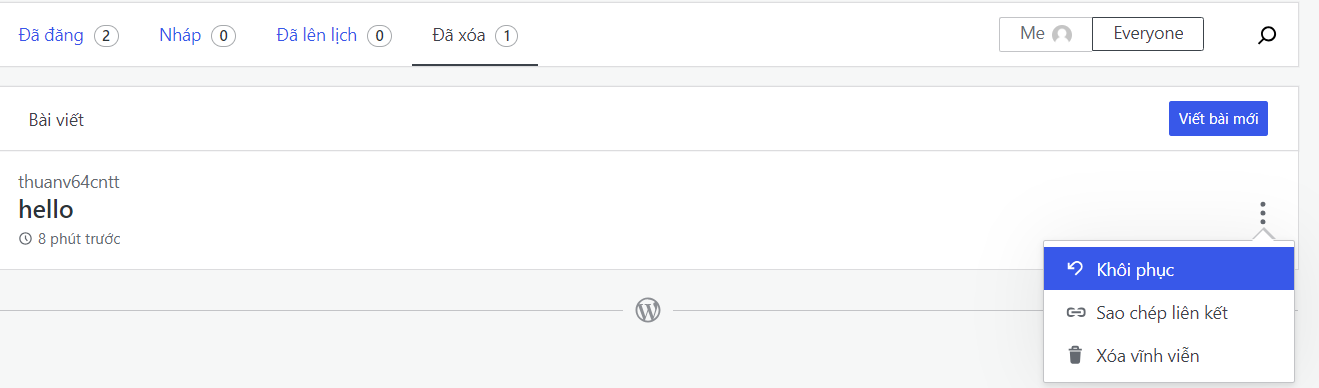 Đã đăng 2 Nháp 0 Đã lên lịch 0 Đã xóa 1 Me Everyone
Bài viết Viết bài mới
thuanv64cntt
hello
8 phút trước
Khôi phục
Sao chép liên kết
Xóa vĩnh viễn